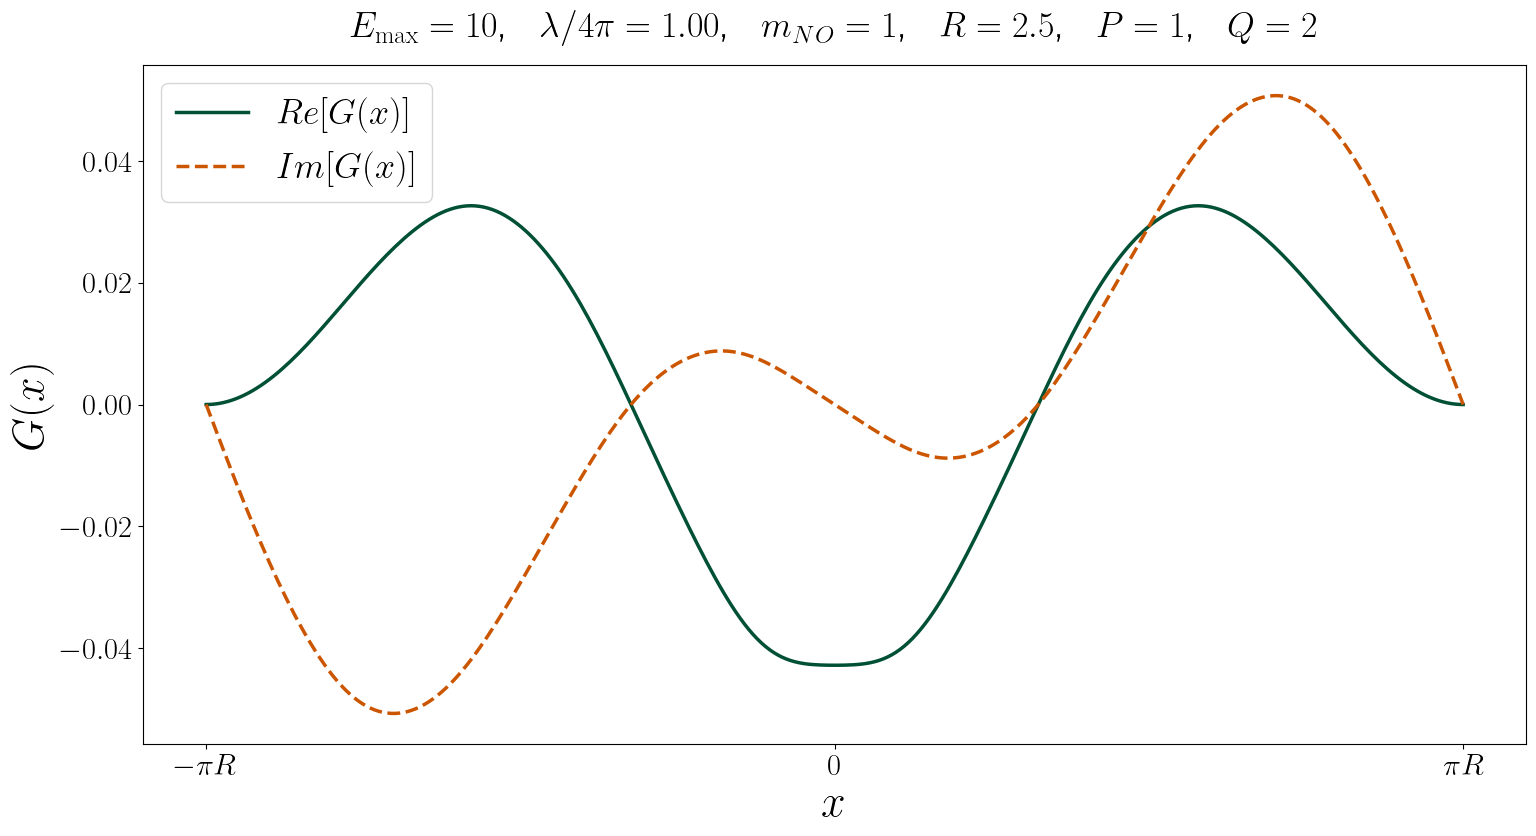 E_max = 10, λ/4π = 1.00, m_NO = 1, R = 2.5, P = 1, Q = 2
Re[G(x)]
Im[G(x)]
G(x)
0.04
0.02
0.00
−0.02
−0.04
−πR 0 πR
x